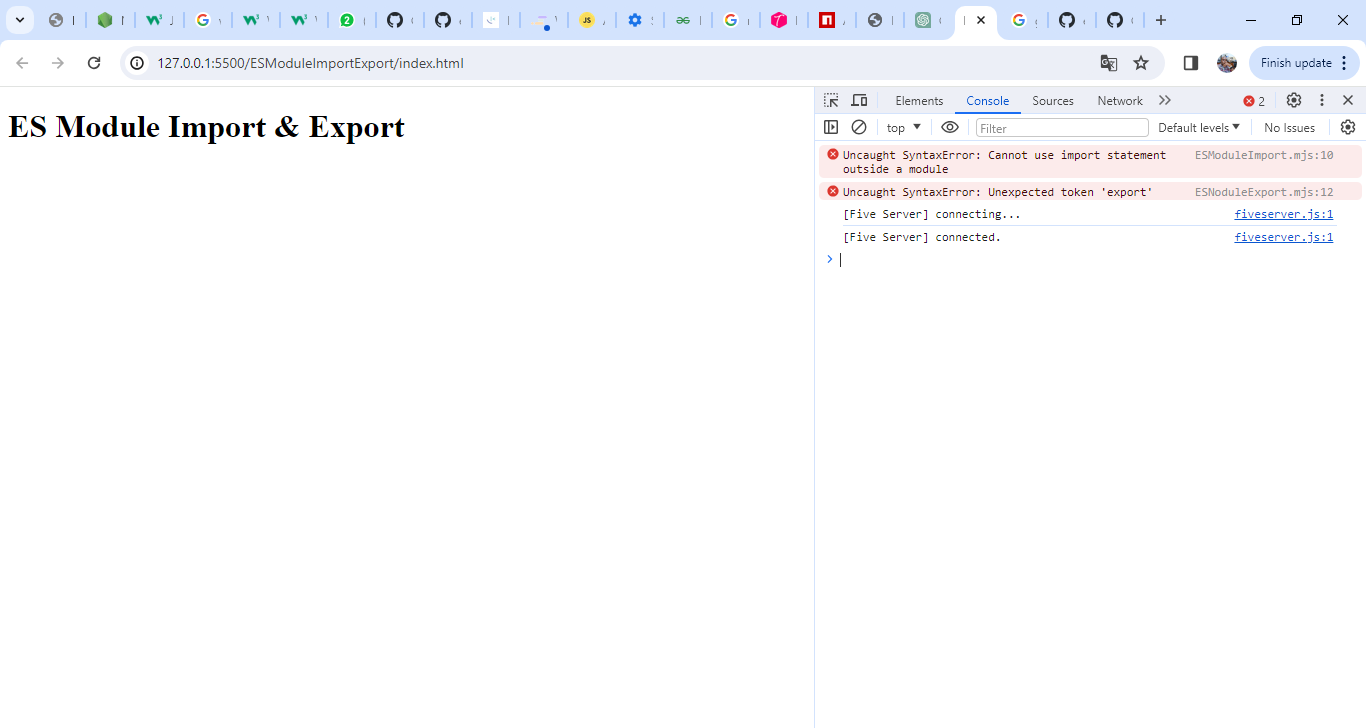 127.0.0.1:5500/ESModuleImportExport/index.html
Finish update
ES Module Import & Export
Elements Console Sources Network 2
top Filter Default levels No Issues
Uncaught SyntaxError: Cannot use import statement ESModuleImport.mjs:10
outside a module
Uncaught SyntaxError: Unexpected token 'export' ESNoduleExport.mjs:12
[Five Server] connecting... fiveserver.js:1
[Five Server] connected. fiveserver.js:1